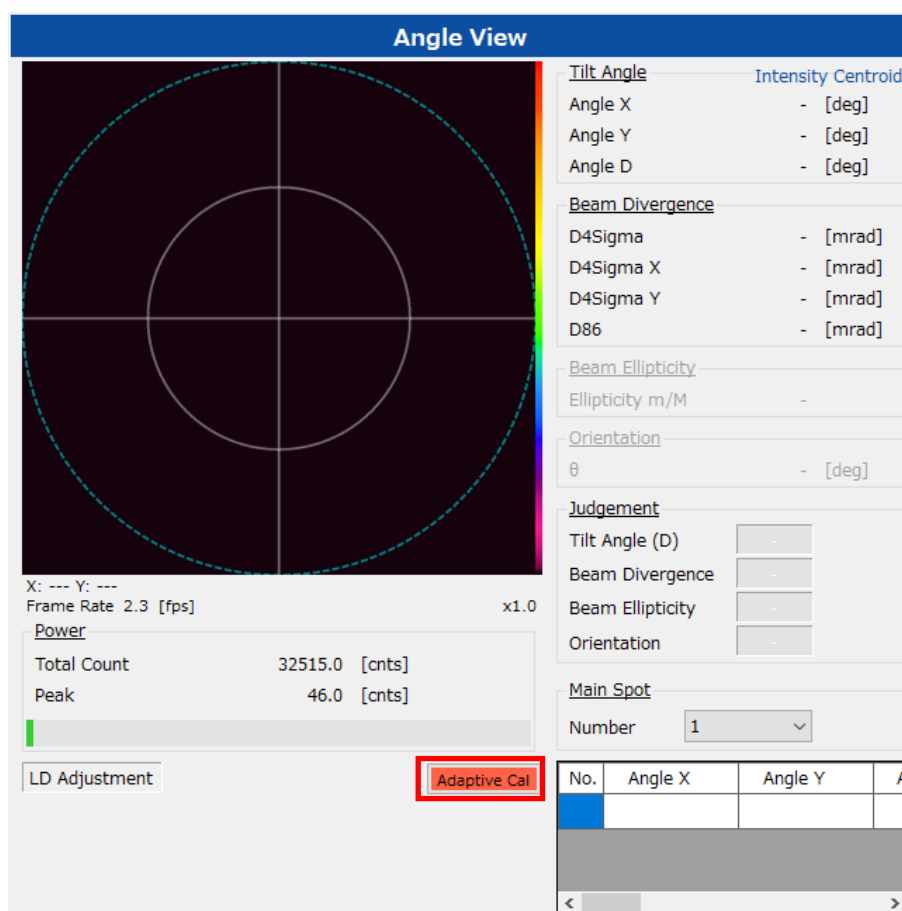 Angle View
Tilt Angle Intensity Centroid
Angle X - [deg]
Angle Y - [deg]
Angle D - [deg]
Beam Divergence
D4Sigma - [mrad]
D4Sigma X - [mrad]
D4Sigma Y - [mrad]
D86 - [mrad]
Beam Ellipticity
Ellipticity m/M -
Orientation
θ - [deg]
Judgement
Tilt Angle (D) -
Beam Divergence -
Beam Ellipticity -
Orientation -
Main Spot
Number 1
X: --- Y: ---
Frame Rate 2.3 [fps] x1.0
Power
Total Count 32515.0 [cnts]
Peak 46.0 [cnts]
LD Adjustment Adaptive Cal
No. Angle X Angle Y A